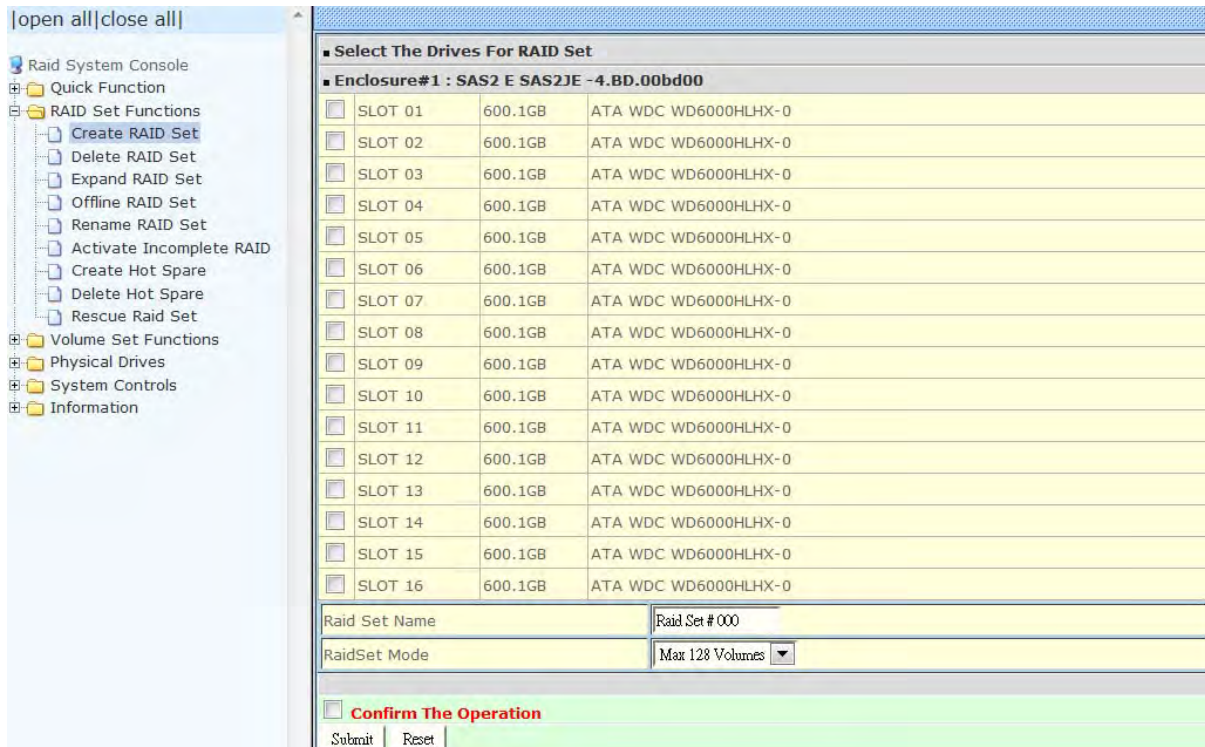 |open all|close all|
Raid System Console
Quick Function
RAID Set Functions
Create RAID Set
Delete RAID Set
Expand RAID Set
Offline RAID Set
Rename RAID Set
Activate Incomplete RAID
Create Hot Spare
Delete Hot Spare
Rescue Raid Set
Volume Set Functions
Physical Drives
System Controls
Information
Select The Drives For RAID Set
Enclosure#1 : SAS2 E SAS2JE -4.BD.00bd00
SLOT 01 600.1GB ATA WDC WD6000HLHX-0
SLOT 02 600.1GB ATA WDC WD6000HLHX-0
SLOT 03 600.1GB ATA WDC WD6000HLHX-0
SLOT 04 600.1GB ATA WDC WD6000HLHX-0
SLOT 05 600.1GB ATA WDC WD6000HLHX-0
SLOT 06 600.1GB ATA WDC WD6000HLHX-0
SLOT 07 600.1GB ATA WDC WD6000HLHX-0
SLOT 08 600.1GB ATA WDC WD6000HLHX-0
SLOT 09 600.1GB ATA WDC WD6000HLHX-0
SLOT 10 600.1GB ATA WDC WD6000HLHX-0
SLOT 11 600.1GB ATA WDC WD6000HLHX-0
SLOT 12 600.1GB ATA WDC WD6000HLHX-0
SLOT 13 600.1GB ATA WDC WD6000HLHX-0
SLOT 14 600.1GB ATA WDC WD6000HLHX-0
SLOT 15 600.1GB ATA WDC WD6000HLHX-0
SLOT 16 600.1GB ATA WDC WD6000HLHX-0
Raid Set Name Raid Set # 000
RaidSet Mode Max 128 Volumes
Confirm The Operation
Submit Reset